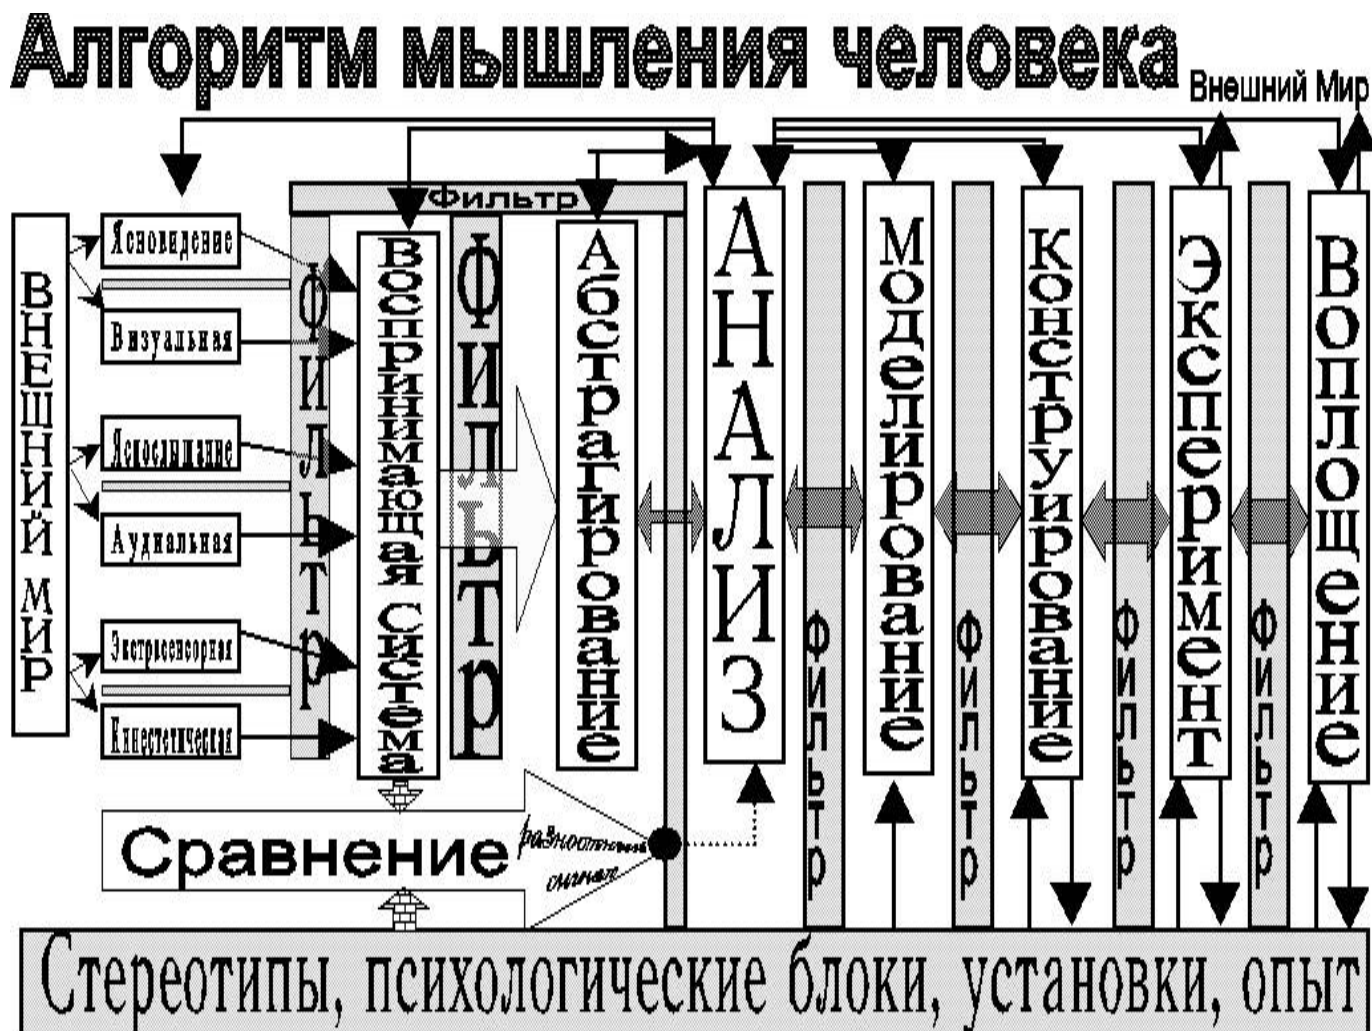 Алгоритм мышления человека
Внешний Мир
Фильтр
ВНЕШНИЙ МИР
Ясновидение
Визуальная
Яснослышание
Аудиальная
Экстрасенсорная
Кинестетическая
Фильтр
Воспринимающая Система
Фильтр
Абстрагирование
АНАЛИЗ
Фильтр
Моделирование
Фильтр
Конструирование
Фильтр
Эксперимент
Фильтр
Воплощение
Сравнение
сигнал
Стереотипы, психологические блоки, установки, опыт